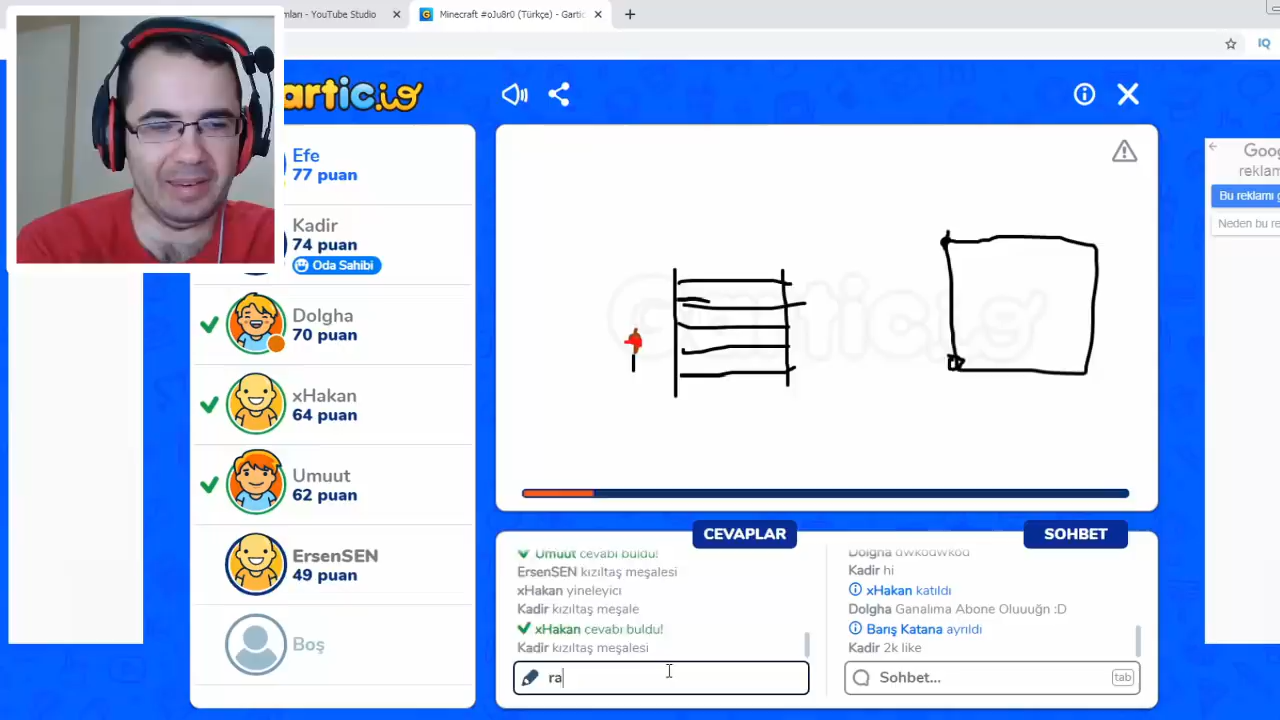 ımları - YouTube Studio
Minecraft #oJu8r0 (Türkçe) - Gartic
IQ
artic.io
Efe
77 puan
Kadir
74 puan
Oda Sahibi
Dolgha
70 puan
xHakan
64 puan
Umuut
62 puan
ErsenSEN
49 puan
Boş
Gartic.io
CEVAPLAR
Umuut cevabı buldu!
ErsenSEN kızıltaş meşalesi
xHakan yineleyici
Kadir kızıltaş meşale
xHakan cevabı buldu!
Kadir kızıltaş meşalesi
ra
SOHBET
Dolgha dwkodwkod
Kadir hi
xHakan katıldı
Dolgha Ganalıma Abone Oluuuğn :D
Barış Katana ayrıldı
Kadir 2k like
Sohbet...
tab
Goog
reklam
Bu reklamı g
Neden bu re